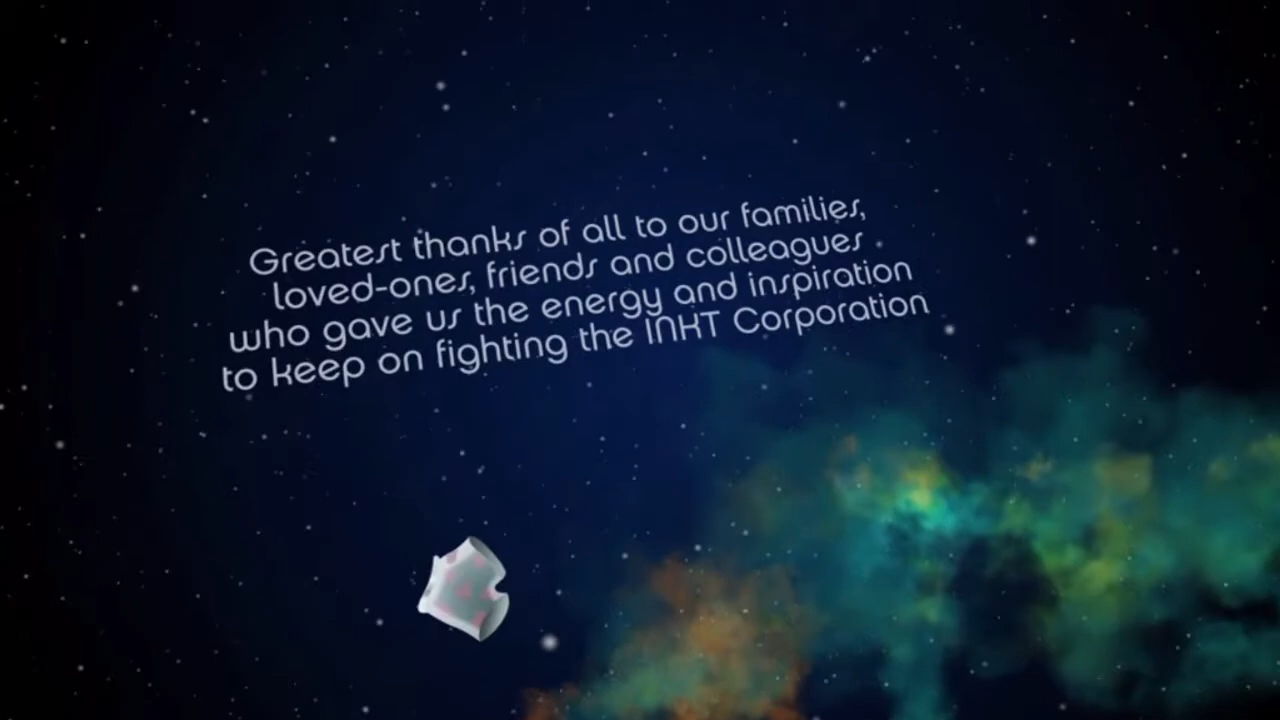 Greatest thanks of all to our families,
loved-ones, friends and colleagues
who gave us the energy and inspiration
to keep on fighting the INKT Corporation